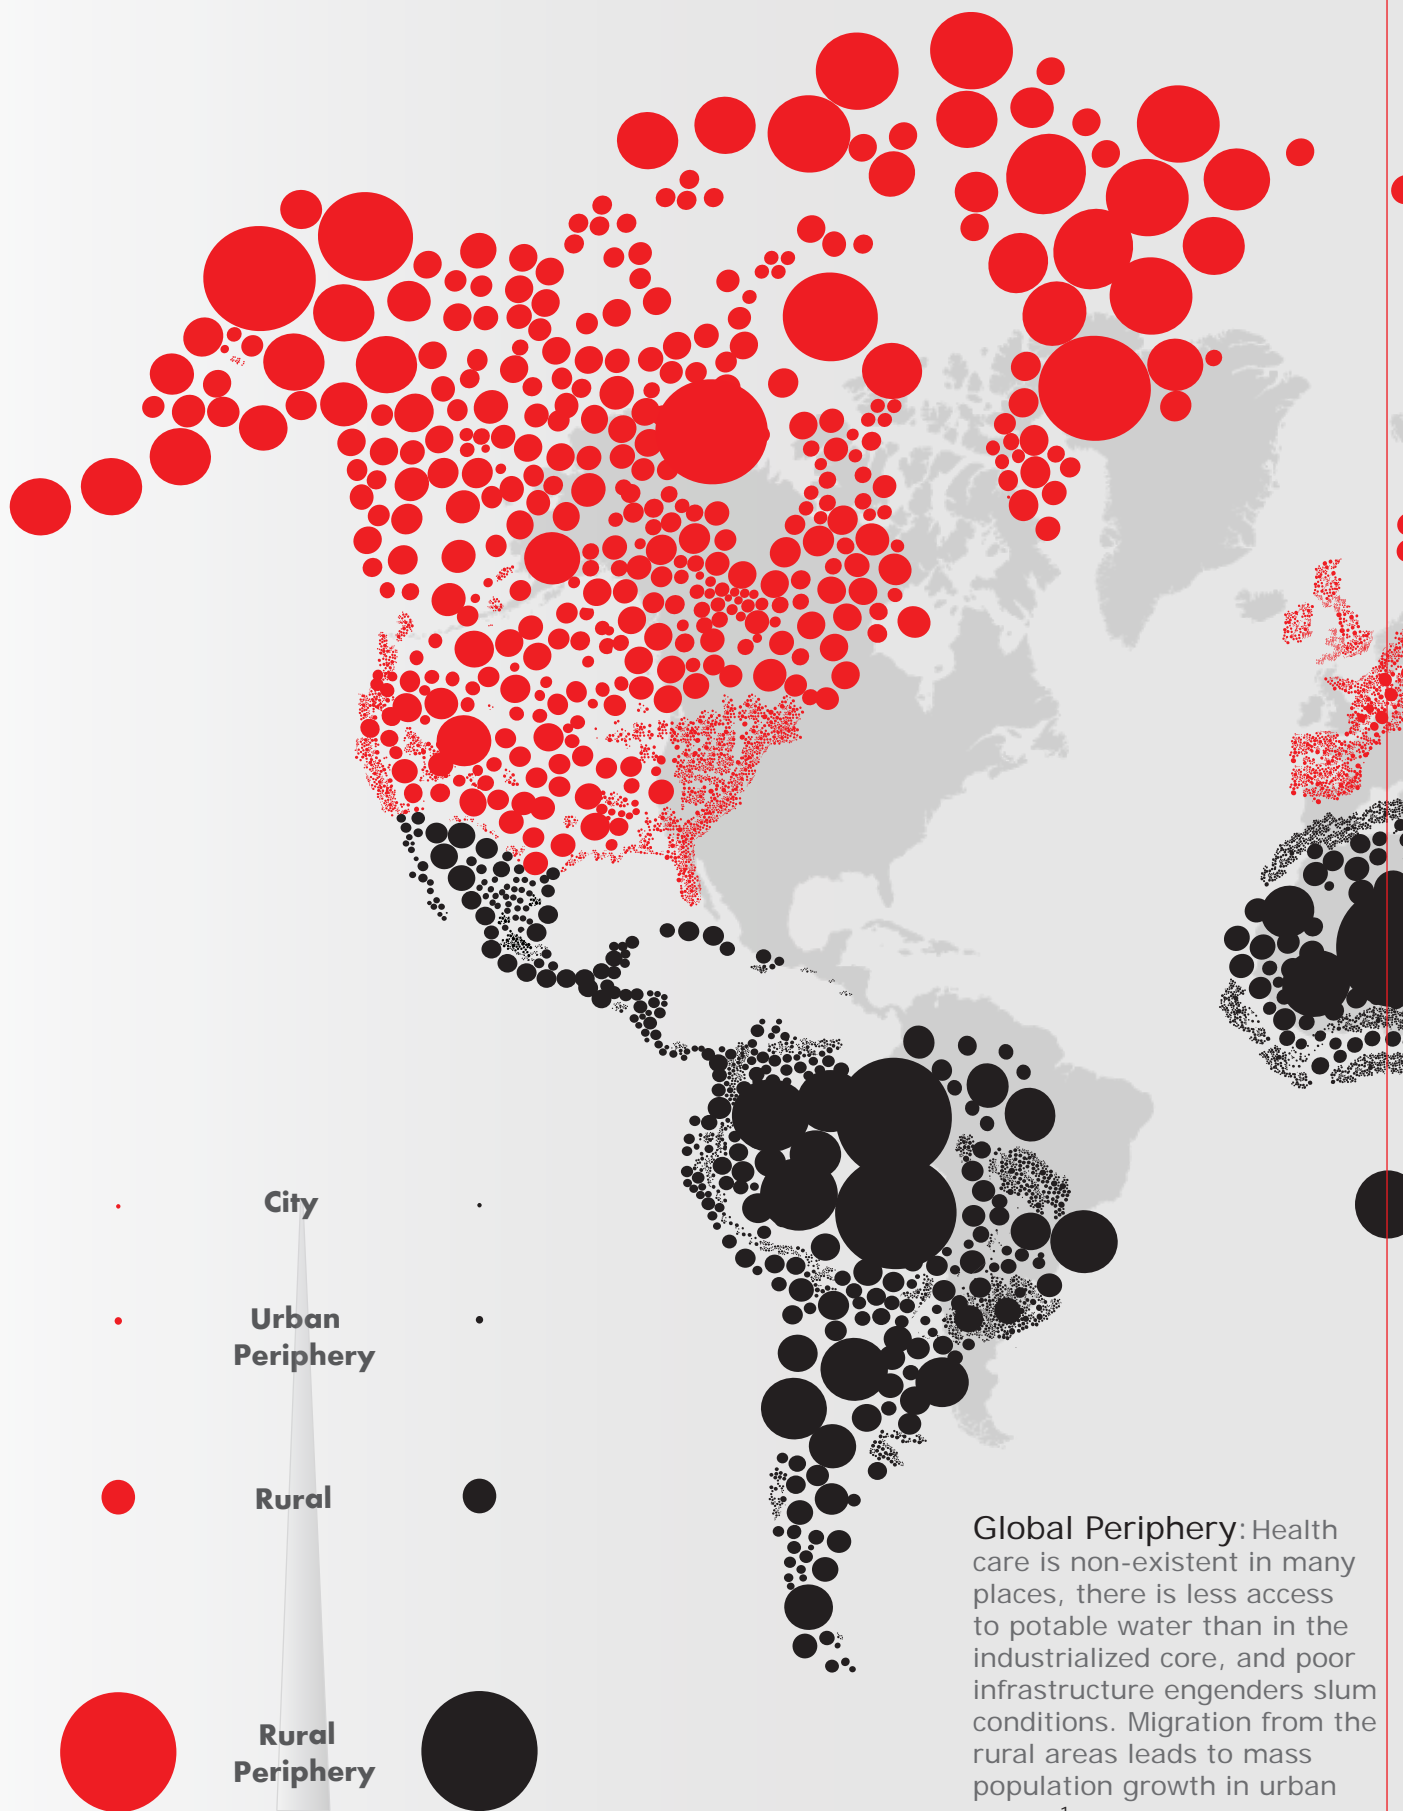 City
Urban
Periphery
Rural
Rural
Periphery
Global Periphery: Health
care is non-existent in many
places, there is less access
to potable water than in the
industrialized core, and poor
infrastructure engenders slum
conditions. Migration from the
rural areas leads to mass
population growth in urban
1